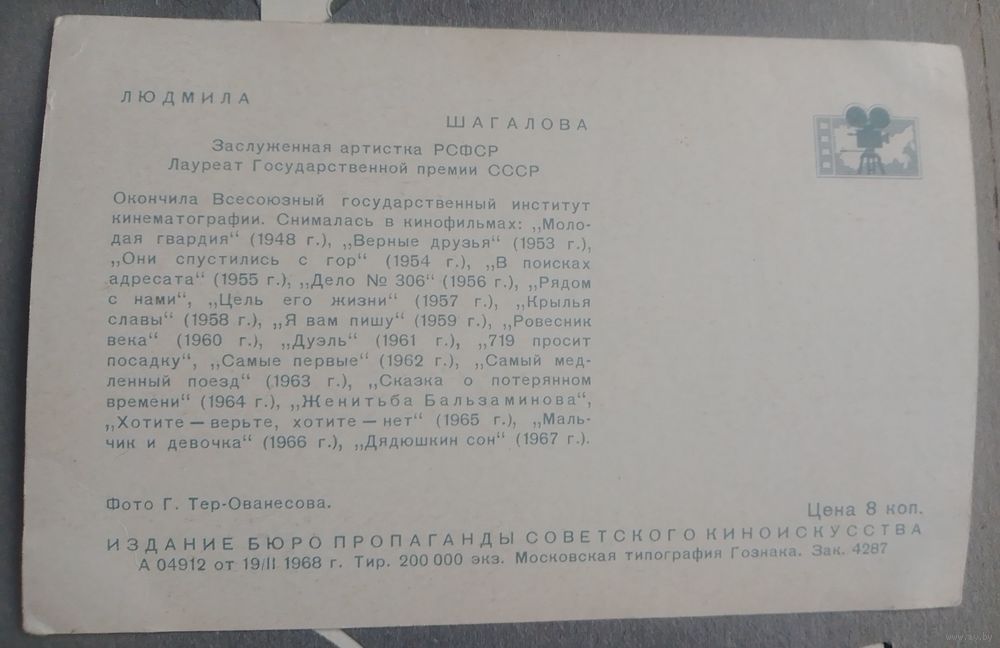 ЛЮДМИЛА
ШАГАЛОВА
Заслуженная артистка РСФСР
Лауреат Государственной премии СССР
Окончила Всесоюзный государственный институт
кинематографии. Снималась в кинофильмах: „Моло-
дая гвардия“ (1948 г.), „Верные друзья“ (1953 г.),
„Они спустились с гор“ (1954 г.), „В поисках
адресата“ (1955 г.), „Дело № 306“ (1956 г.), „Рядом
с нами“, „Цель его жизни“ (1957 г.), „Крылья
славы“ (1958 г.), „Я вам пишу“ (1959 г.), „Ровесник
века“ (1960 г.), „Дуэль“ (1961 г.), „719 просит
посадку“, „Самые первые“ (1962 г.), „Самый мед-
ленный поезд“ (1963 г.), „Сказка о потерянном
времени“ (1964 г.), „Женитьба Бальзаминова“,
„Хотите — верьте, хотите — нет“ (1965 г.), „Маль-
чик и девочка“ (1966 г.), „Дядюшкин сон“ (1967 г.).
Фото Г. Тер-Ованесова.
Цена 8 коп.
ИЗДАНИЕ БЮРО ПРОПАГАНДЫ СОВЕТСКОГО КИНОИСКУССТВА
А 04912 от 19/II 1968 г. Тир. 200 000 экз. Московская типография Гознака. Зак. 4287
www.ay.by